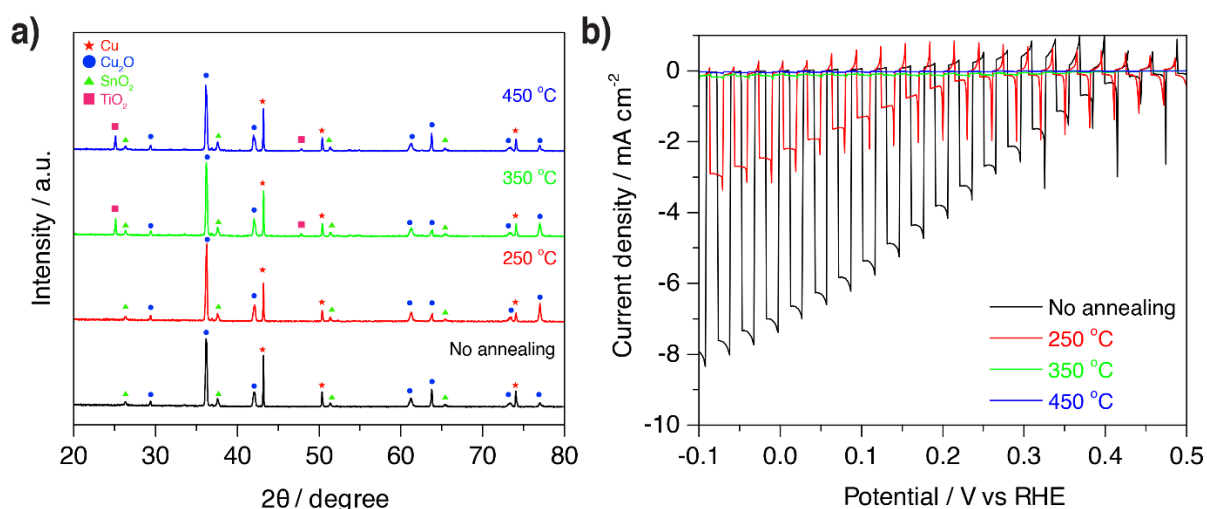 a)
★ Cu
● Cu₂O
▲ SnO₂
■ TiO₂
450 °C
350 °C
250 °C
No annealing
Intensity / a.u.
20 30 40 50 60 70 80
2θ / degree
b)
0
-2
-4
-6
-8
-10
Current density / mA cm⁻²
No annealing
250 °C
350 °C
450 °C
-0.1 0.0 0.1 0.2 0.3 0.4 0.5
Potential / V vs RHE